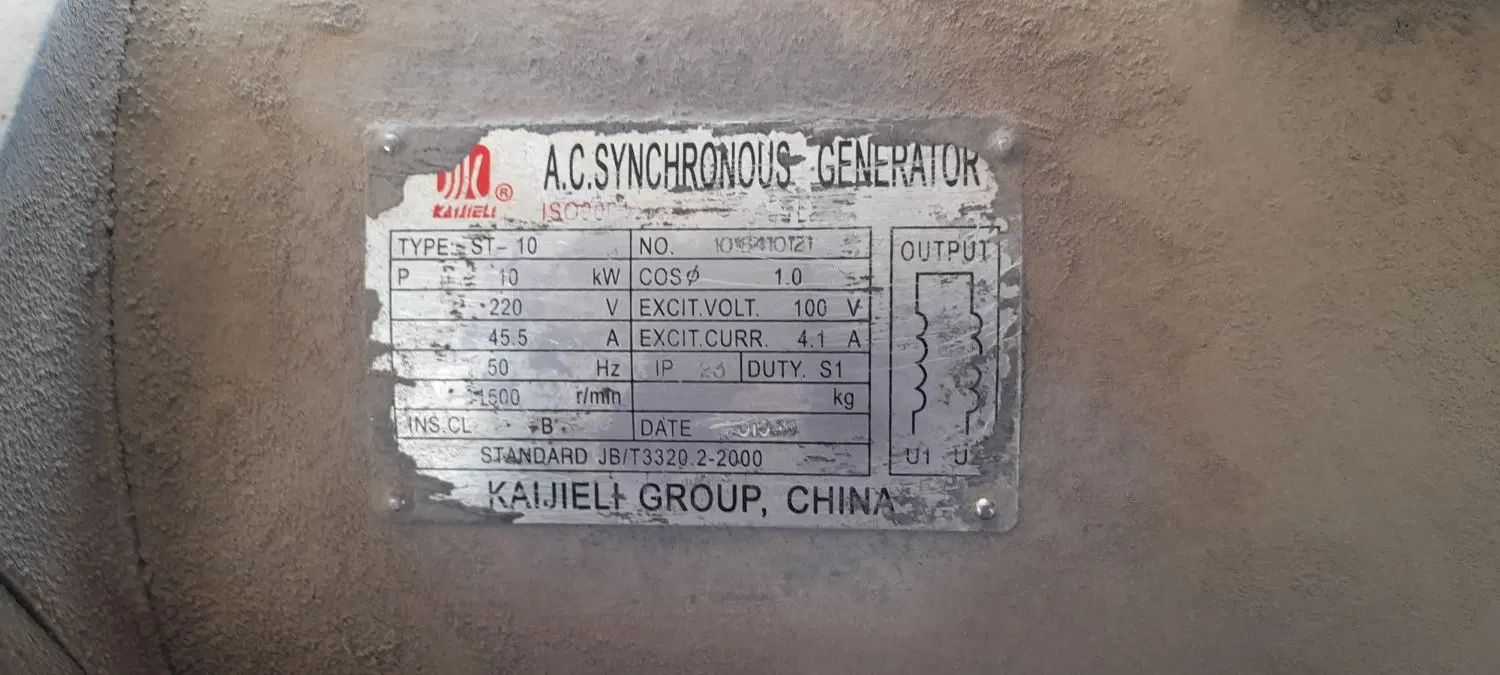 KAIJIELI ®
A.C.SYNCHRONOUS GENERATOR
TYPE ST-10 NO.
P 10 kW COSϕ 1.0
220 V EXCIT.VOLT. 100 V
45.5 A EXCIT.CURR. 4.1 A
50 Hz IP 23 DUTY. S1
1500 r/min kg
INS.CL B DATE
STANDARD JB/T3320.2-2000
OUTPUT
U1
KAIJIELI GROUP, CHINA